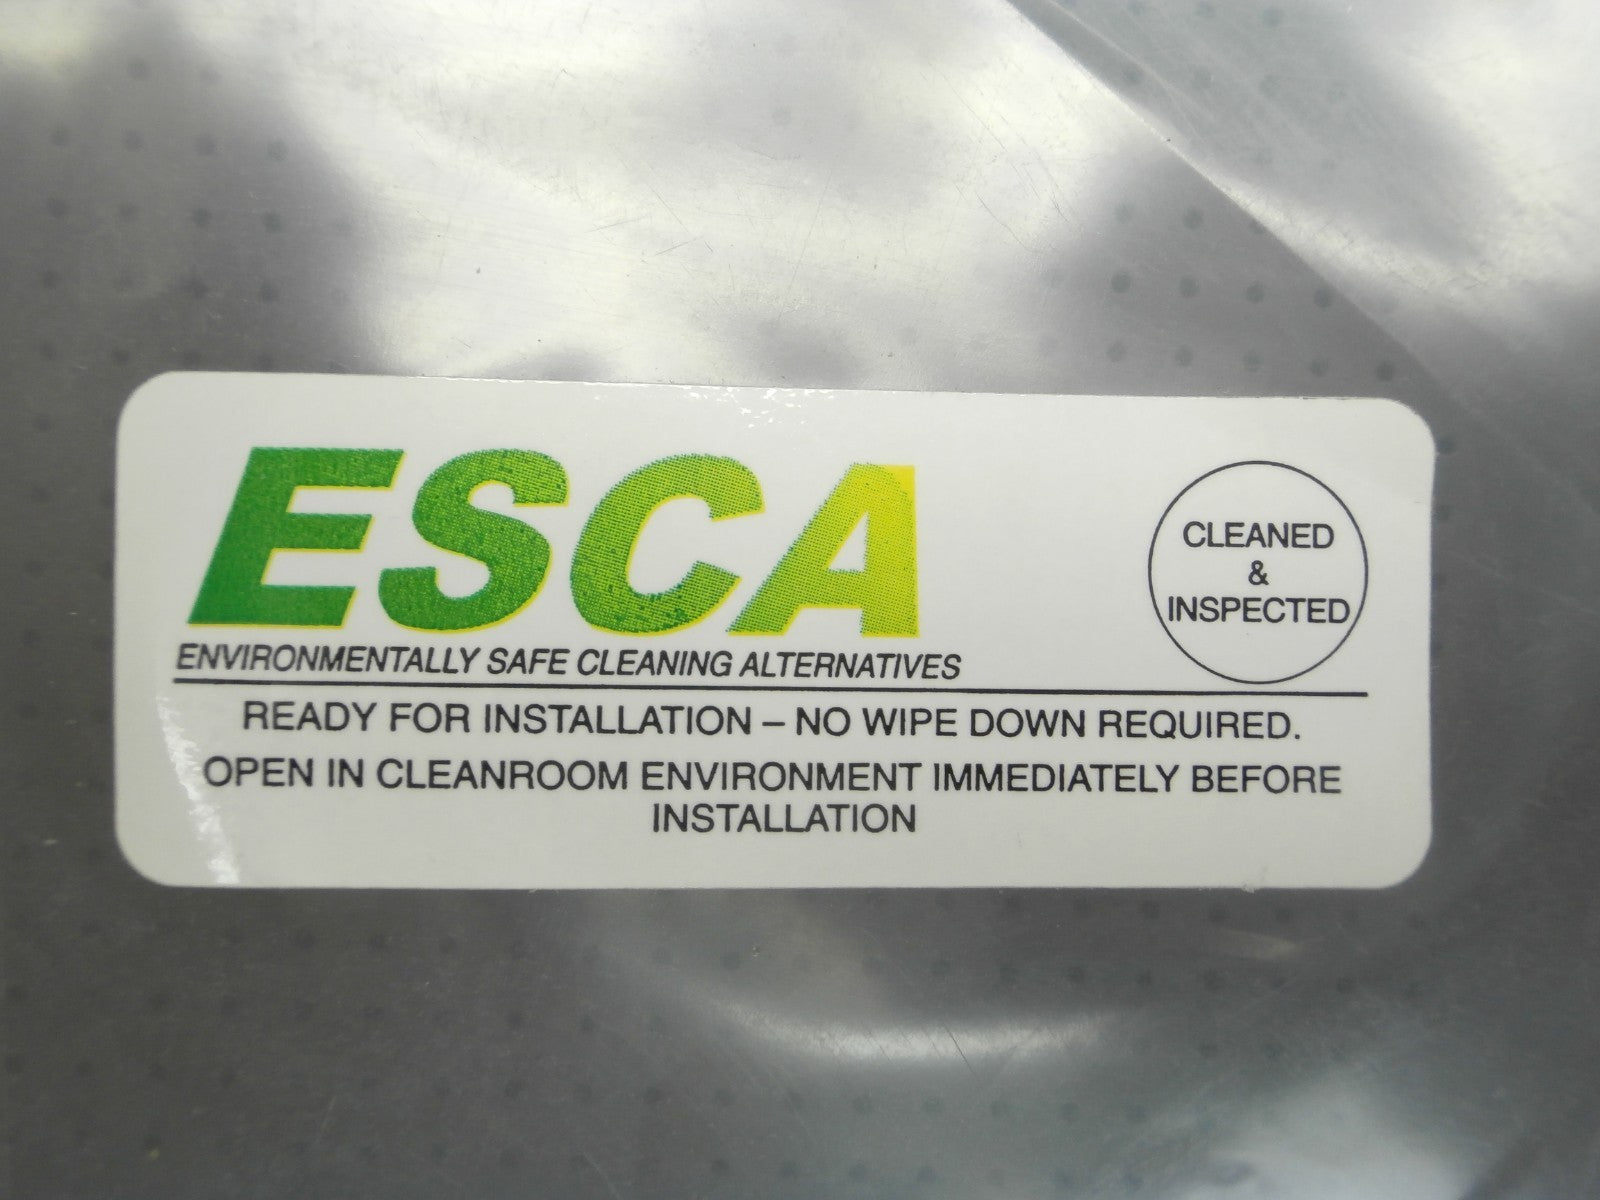 ESCA
ENVIRONMENTALLY SAFE CLEANING ALTERNATIVES
CLEANED
&
INSPECTED
READY FOR INSTALLATION – NO WIPE DOWN REQUIRED.
OPEN IN CLEANROOM ENVIRONMENT IMMEDIATELY BEFORE
INSTALLATION